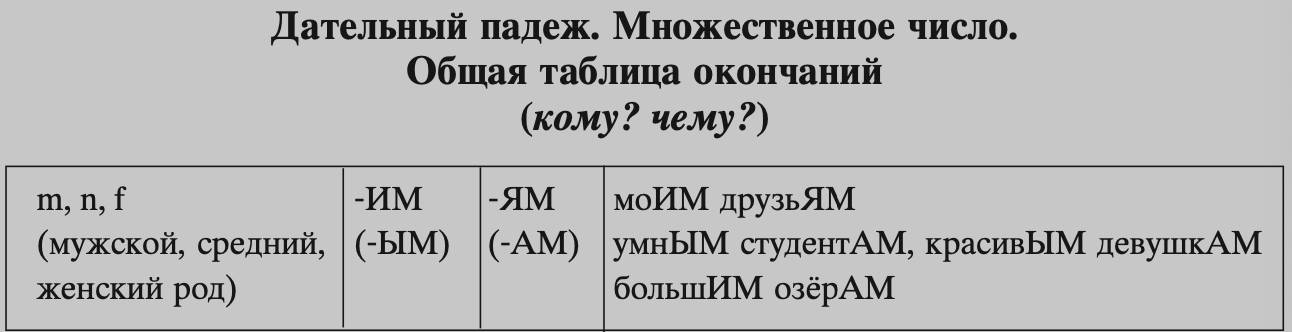 Дательный падеж. Множественное число.
Общая таблица окончаний
(кому? чему?)
m, n, f -ИМ -ЯМ моИМ друзьЯМ
(мужской, средний, (-ЫМ) (-АМ) умнЫМ студентАМ, красивЫМ девушкАМ
женский род) большИМ озёрАМ